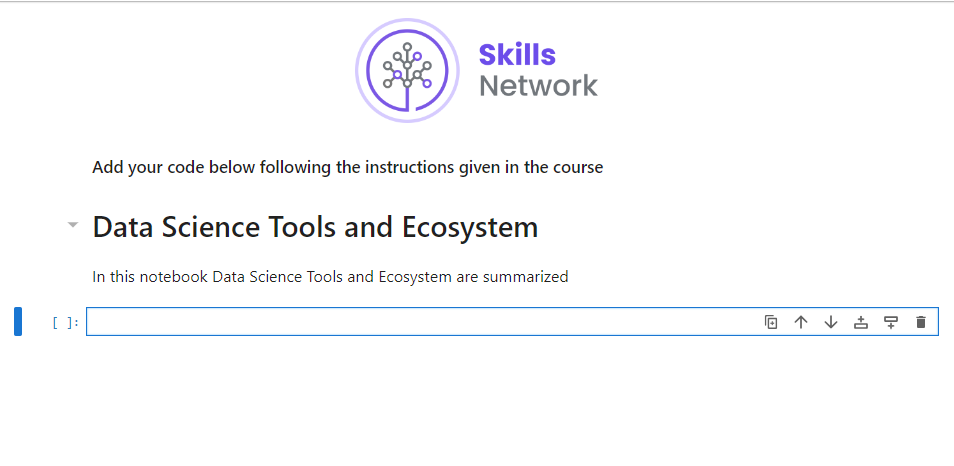 Skills
Network
Add your code below following the instructions given in the course
Data Science Tools and Ecosystem
In this notebook Data Science Tools and Ecosystem are summarized
[ ]: